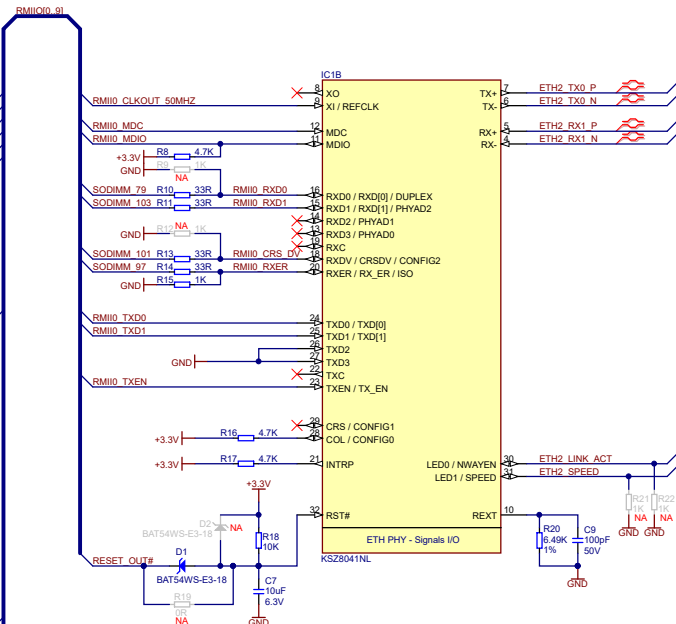 RMIIO[0..9]
IC1B
8 XO TX+ 7 ETH2_TX0_P
RMII0_CLKOUT_50MHZ 9 XI / REFCLK TX- 6 ETH2_TX0_N
RMII0_MDC 12 MDC RX+ 5 ETH2_RX1_P
RMII0_MDIO 11 MDIO RX- 4 ETH2_RX1_N
+3.3V R8 4.7K
GND R9 1K
NA
SODIMM_79 R10 33R RMII0_RXD0 16 RXD0 / RXD[0] / DUPLEX
SODIMM_103 R11 33R RMII0_RXD1 15 RXD1 / RXD[1] / PHYAD2
14 RXD2 / PHYAD1
NA
GND R12 1K 13 RXD3 / PHYAD0
19 RXC
SODIMM_101 R13 33R RMII0_CRS_DV 18 RXDV / CRSDV / CONFIG2
SODIMM_97 R14 33R RMII0_RXER 20 RXER / RX_ER / ISO
GND R15 1K
RMII0_TXD0 24 TXD0 / TXD[0]
RMII0_TXD1 25 TXD1 / TXD[1]
26 TXD2
GND 27 TXD3
22 TXC
RMII0_TXEN 23 TXEN / TX_EN
29 CRS / CONFIG1
+3.3V R16 4.7K 28 COL / CONFIG0
+3.3V R17 4.7K 21 INTRP LED0 / NWAYEN 30 ETH2_LINK_ACT
LED1 / SPEED 31 ETH2_SPEED
+3.3V
R21 R22
1K 1K
NA NA
GND GND
32 RST# REXT 10
D2 NA
BAT54WS-E3-18
R18
10K
R20
6.49K
1%
C9
100pF
50V
GND
ETH PHY - Signals I/O
KSZ8041NL
RESET_OUT# D1
BAT54WS-E3-18
C7
10uF
6.3V
GND
R19
0R
NA